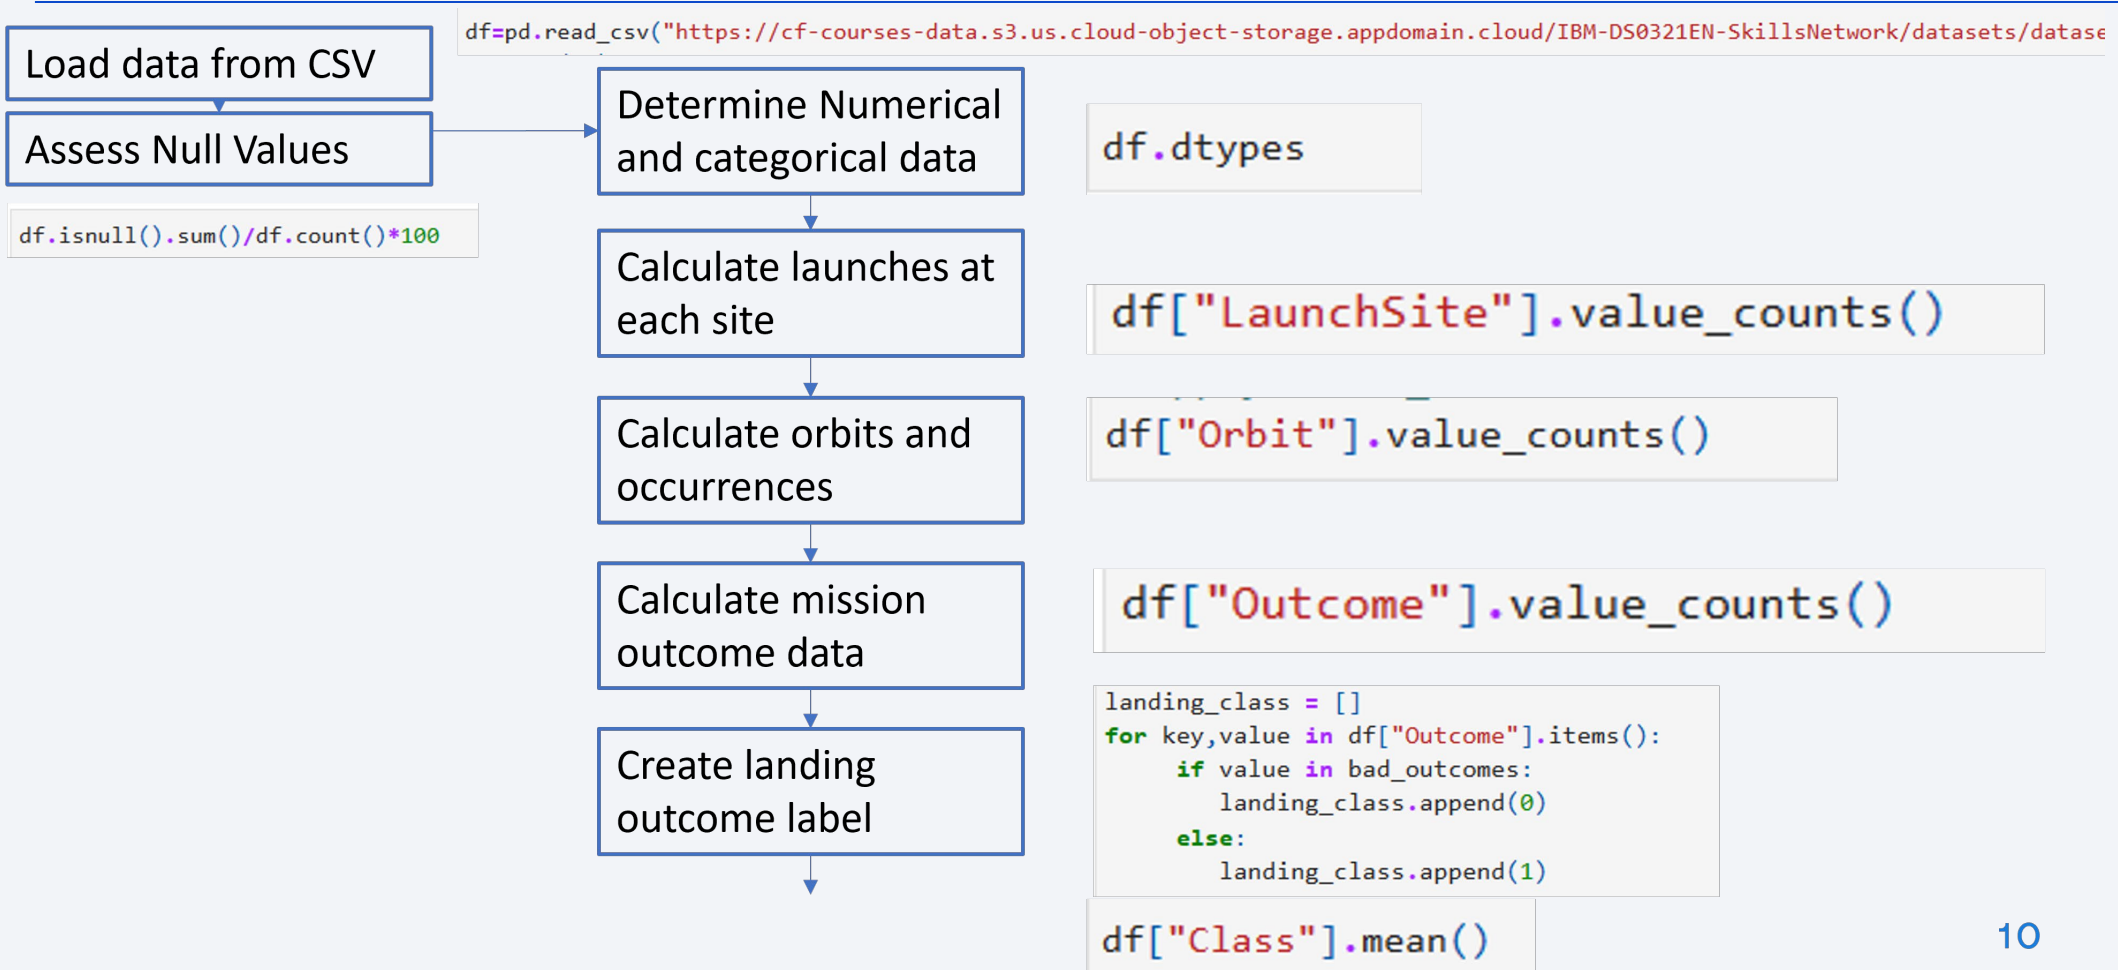 df=pd.read_csv("https://cf-courses-data.s3.us.cloud-object-storage.appdomain.cloud/IBM-DS0321EN-SkillsNetwork/datasets/datase
Load data from CSV
Assess Null Values
df.isnull().sum()/df.count()*100
Determine Numerical
and categorical data
df.dtypes
Calculate launches at
each site
df["LaunchSite"].value_counts()
Calculate orbits and
occurrences
df["Orbit"].value_counts()
Calculate mission
outcome data
df["Outcome"].value_counts()
Create landing
outcome label
landing_class = []
for key,value in df["Outcome"].items():
     if value in bad_outcomes:
        landing_class.append(0)
     else:
        landing_class.append(1)
df["Class"].mean()
10